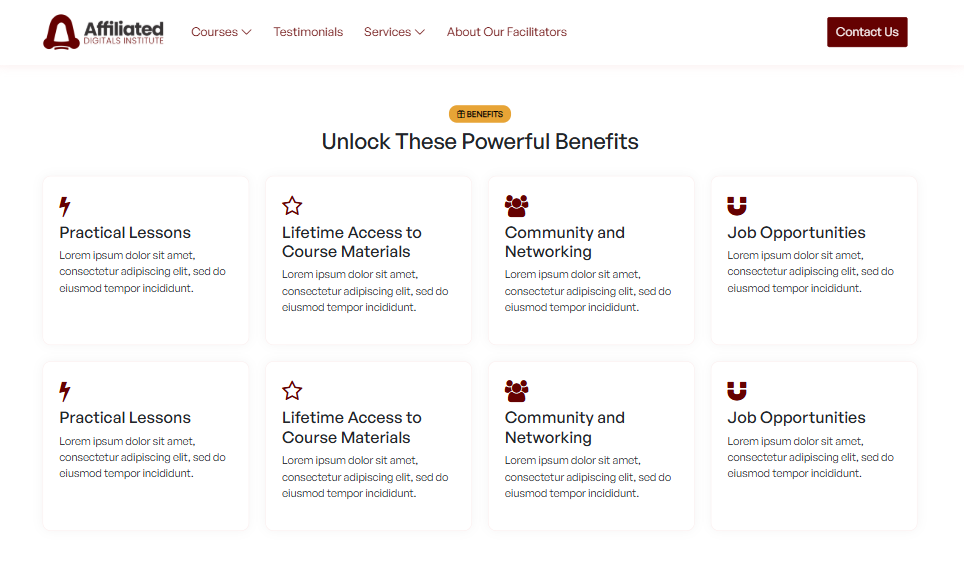 Affiliated
DIGITALS INSTITUTE
Courses
Testimonials
Services
About Our Facilitators
Contact Us
BENEFITS
Unlock These Powerful Benefits
Practical Lessons
Lorem ipsum dolor sit amet,
consectetur adipiscing elit, sed do
eiusmod tempor incididunt.
Lifetime Access to
Course Materials
Lorem ipsum dolor sit amet,
consectetur adipiscing elit, sed do
eiusmod tempor incididunt.
Community and
Networking
Lorem ipsum dolor sit amet,
consectetur adipiscing elit, sed do
eiusmod tempor incididunt.
Job Opportunities
Lorem ipsum dolor sit amet,
consectetur adipiscing elit, sed do
eiusmod tempor incididunt.
Practical Lessons
Lorem ipsum dolor sit amet,
consectetur adipiscing elit, sed do
eiusmod tempor incididunt.
Lifetime Access to
Course Materials
Lorem ipsum dolor sit amet,
consectetur adipiscing elit, sed do
eiusmod tempor incididunt.
Community and
Networking
Lorem ipsum dolor sit amet,
consectetur adipiscing elit, sed do
eiusmod tempor incididunt.
Job Opportunities
Lorem ipsum dolor sit amet,
consectetur adipiscing elit, sed do
eiusmod tempor incididunt.